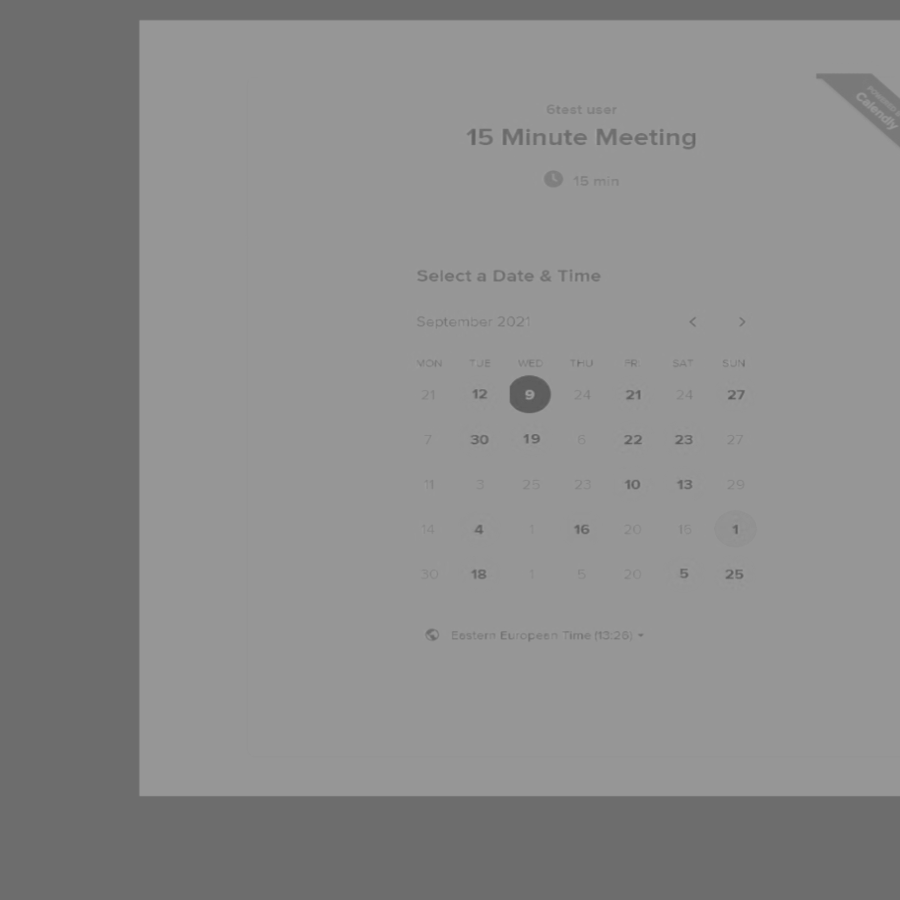 6test user
15 Minute Meeting
15 min
POWERED BY
Calendly
Select a Date & Time
September 2021
MON TUE WED THU FRI SAT SUN
21 12 9 24 21 24 27
7 30 19 6 22 23 27
11 3 25 23 10 13 29
14 4 1 16 20 16 1
30 18 1 5 20 5 25
Eestern Europeen Time (13:26)